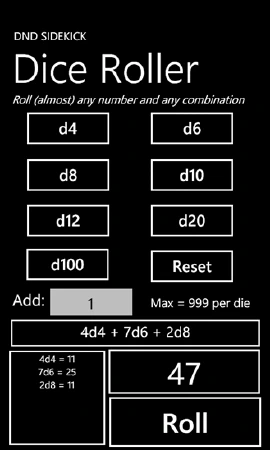 DND SIDEKICK
Dice Roller
Roll (almost) any number and any combination
d4 d6
d8 d10
d12 d20
d100 Reset
Add: 1 Max = 999 per die
4d4 + 7d6 + 2d8
4d4 = 11
7d6 = 25
2d8 = 11
47
Roll